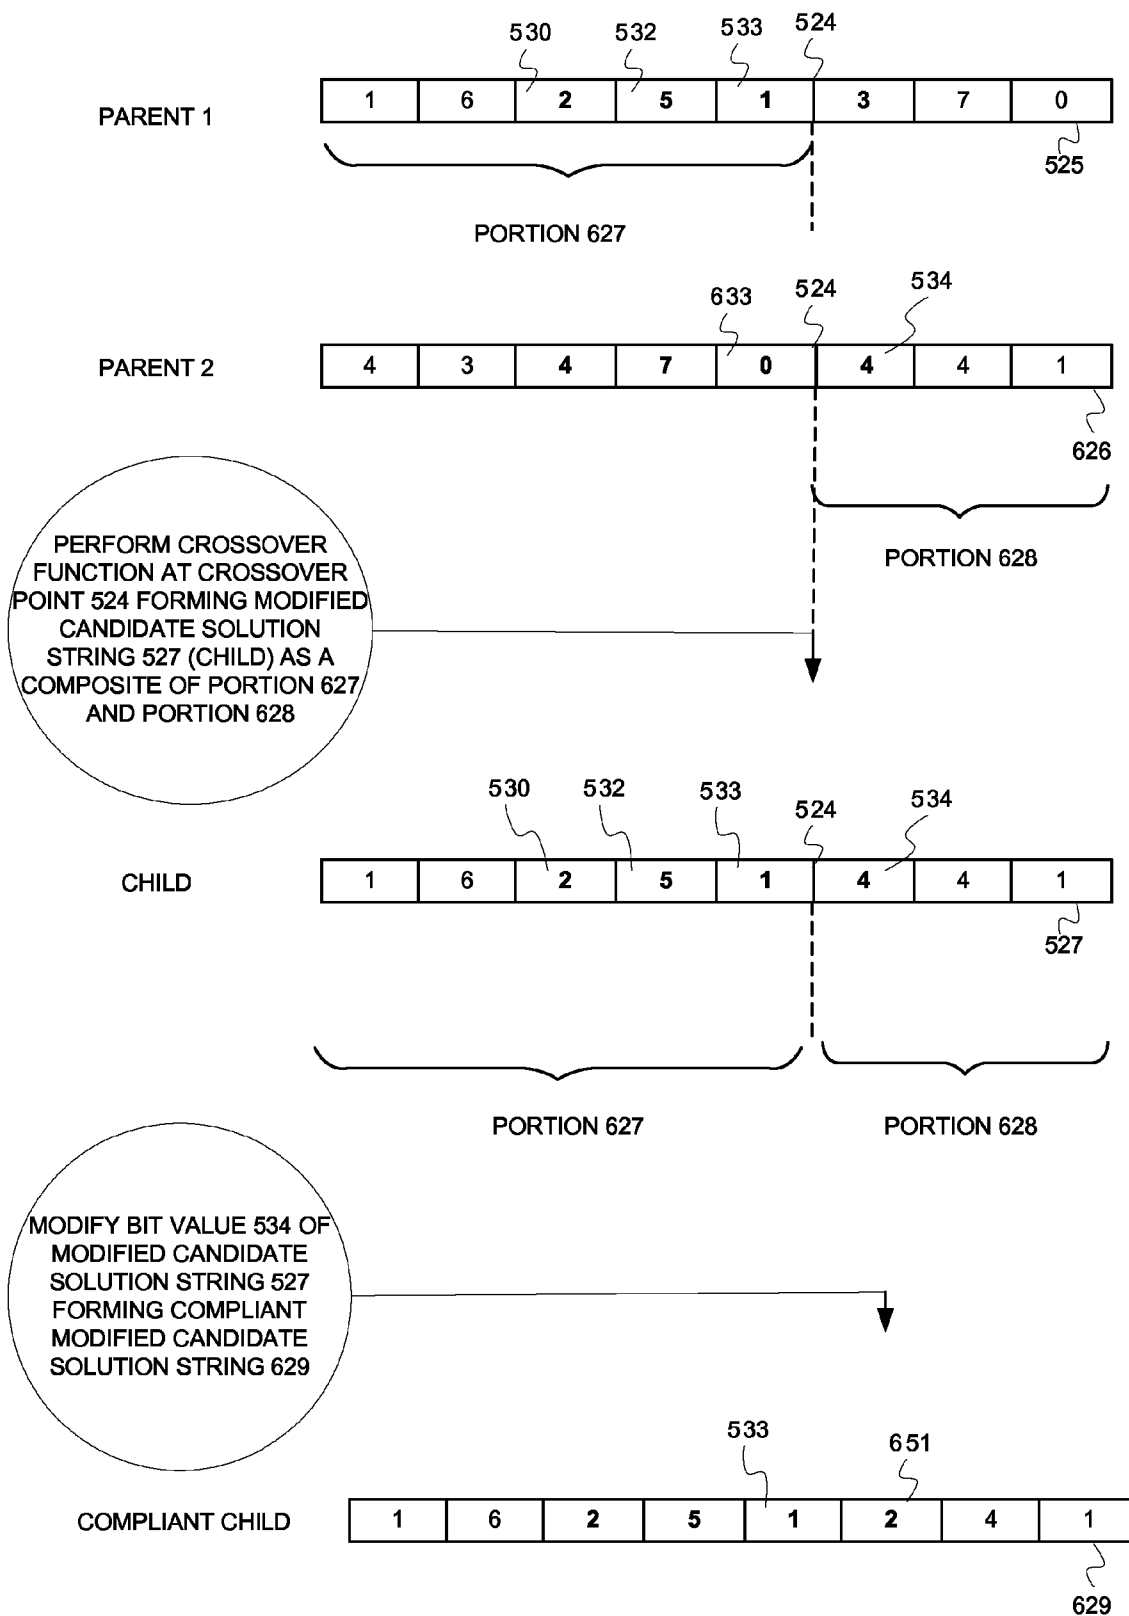 530 532 533 524
PARENT 1 1 6 2 5 1 3 7 0
525
PORTION 627
633 524 534
PARENT 2 4 3 4 7 0 4 4 1
626
PORTION 628
PERFORM CROSSOVER
FUNCTION AT CROSSOVER
POINT 524 FORMING MODIFIED
CANDIDATE SOLUTION
STRING 527 (CHILD) AS A
COMPOSITE OF PORTION 627
AND PORTION 628
530 532 533 524 534
CHILD 1 6 2 5 1 4 4 1
527
PORTION 627 PORTION 628
MODIFY BIT VALUE 534 OF
MODIFIED CANDIDATE
SOLUTION STRING 527
FORMING COMPLIANT
MODIFIED CANDIDATE
SOLUTION STRING 629
533 651
COMPLIANT CHILD 1 6 2 5 1 2 4 1
629